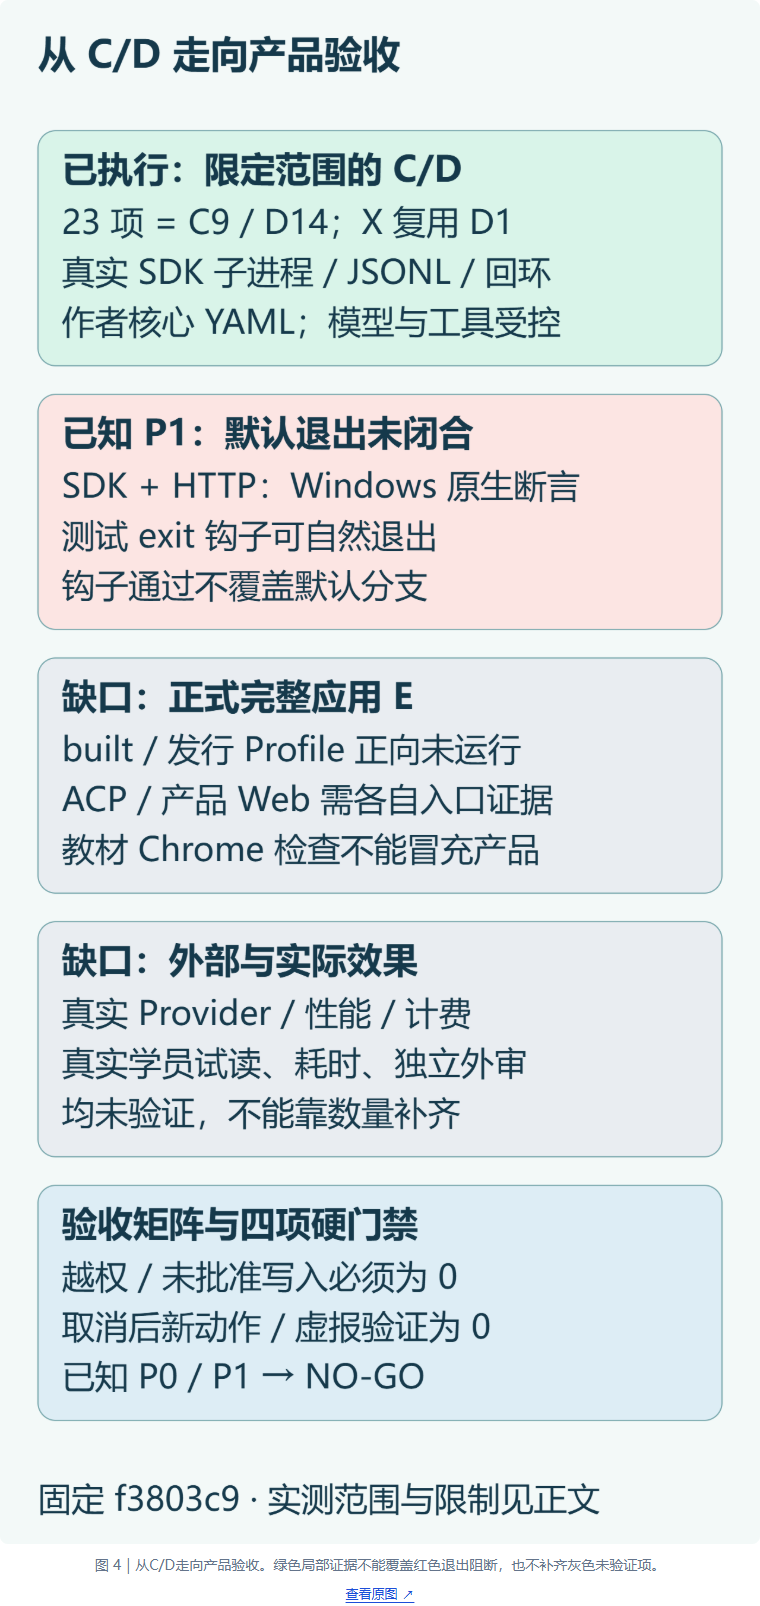 从 C/D 走向产品验收
已执行：限定范围的 C/D
23 项 = C9 / D14；X 复用 D1
真实 SDK 子进程 / JSONL / 回环
作者核心 YAML；模型与工具受控
已知 P1：默认退出未闭合
SDK + HTTP：Windows 原生断言
测试 exit 钩子可自然退出
钩子通过不覆盖默认分支
缺口：正式完整应用 E
built / 发行 Profile 正向未运行
ACP / 产品 Web 需各自入口证据
教材 Chrome 检查不能冒充产品
缺口：外部与实际效果
真实 Provider / 性能 / 计费
真实学员试读、耗时、独立外审
均未验证，不能靠数量补齐
验收矩阵与四项硬门禁
越权 / 未批准写入必须为 0
取消后新动作 / 虚报验证为 0
已知 P0 / P1 → NO-GO
固定 f3803c9 · 实测范围与限制见正文
图 4｜从C/D走向产品验收。绿色局部证据不能覆盖红色退出阻断，也不补齐灰色未验证项。
查看原图 ↗